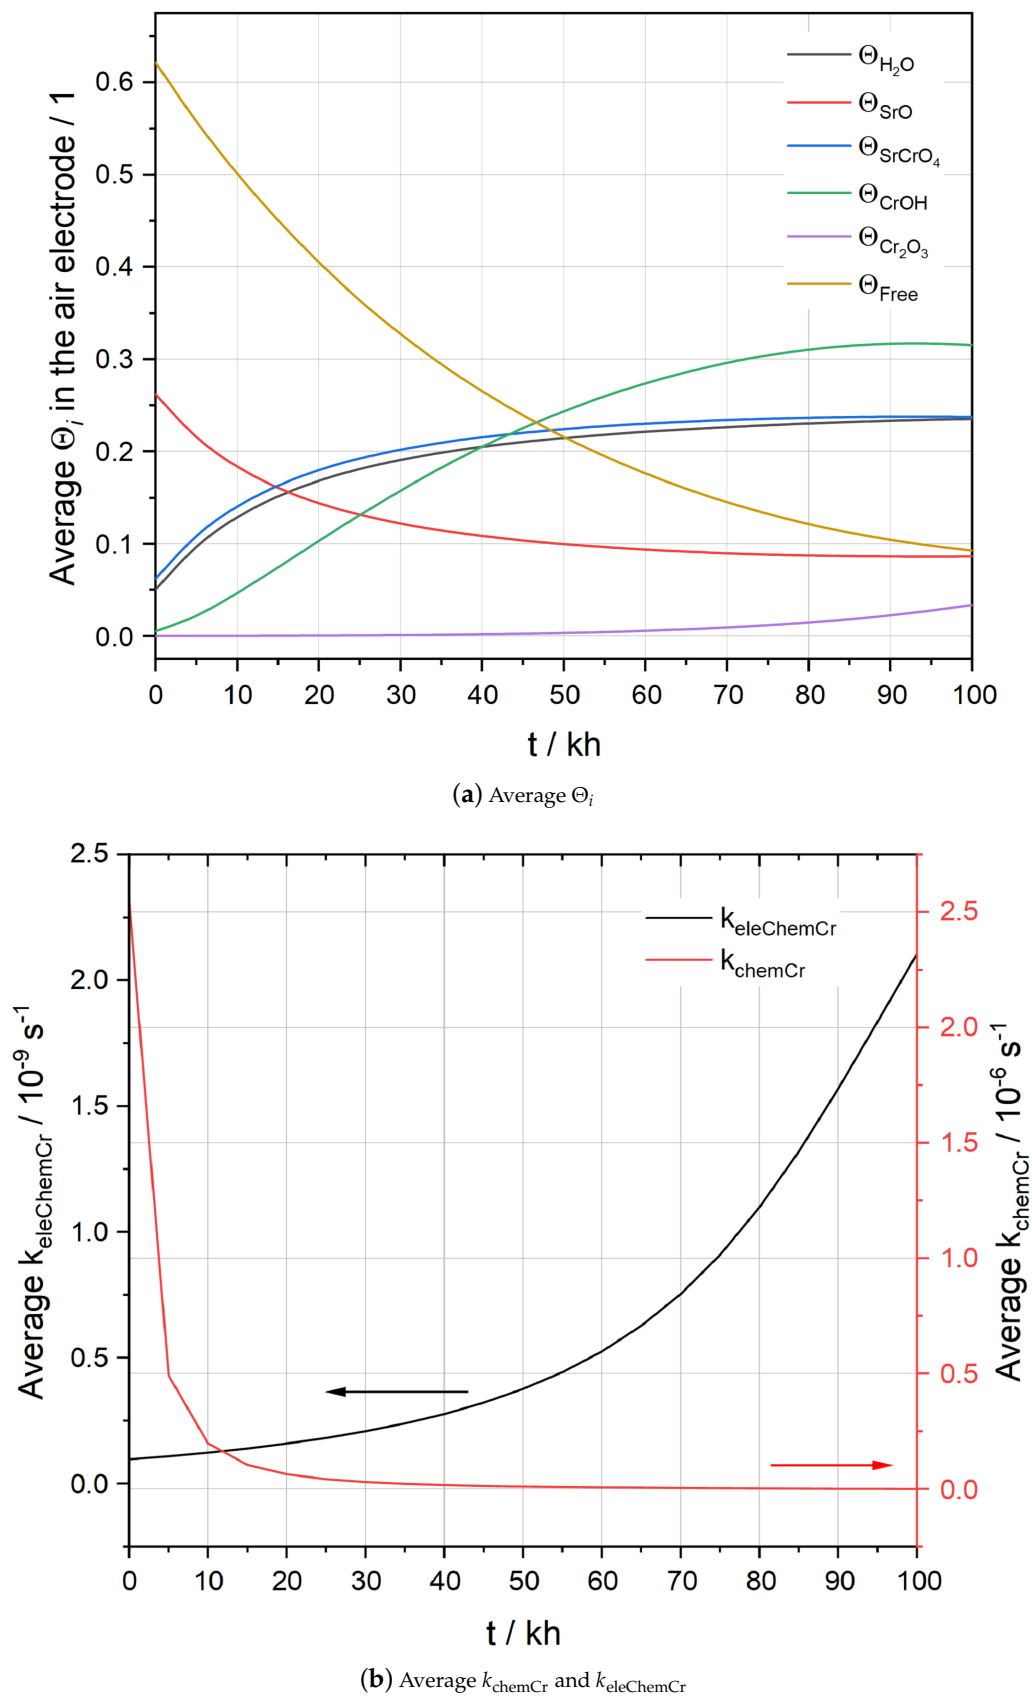 Average Θi in the air electrode / 1
0.6
0.5
0.4
0.3
0.2
0.1
0.0
ΘH2O
ΘSrO
ΘSrCrO4
ΘCrOH
ΘCr2O3
ΘFree
0 10 20 30 40 50 60 70 80 90 100
t / kh
(a) Average Θi
Average keleChemCr / 10-9 s-1
2.5
2.0
1.5
1.0
0.5
0.0
keleChemCr
kchemCr
2.5
2.0
1.5
1.0
0.5
0.0
Average kchemCr / 10-6 s-1
0 10 20 30 40 50 60 70 80 90 100
t / kh
(b) Average kchemCr and keleChemCr